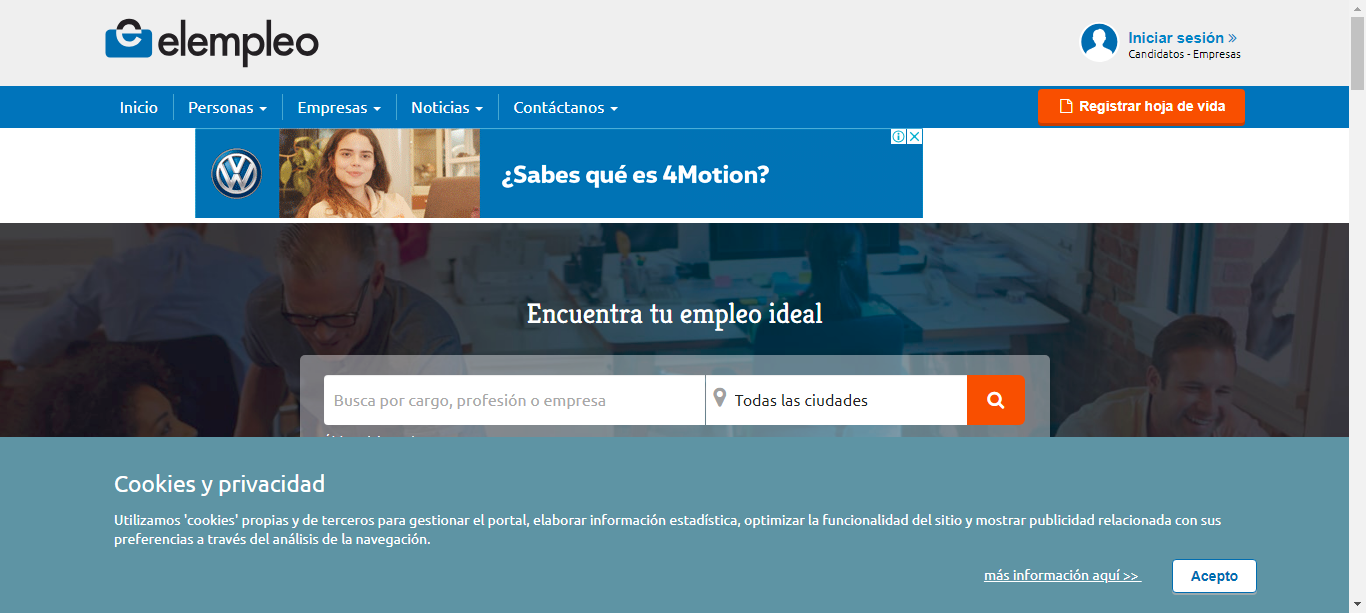 elempleo
Iniciar sesión »
Candidatos - Empresas
Inicio
Personas
Empresas
Noticias
Contáctanos
Registrar hoja de vida
¿Sabes qué es 4Motion?
Encuentra tu empleo ideal
Busca por cargo, profesión o empresa
Todas las ciudades
Cookies y privacidad
Utilizamos 'cookies' propias y de terceros para gestionar el portal, elaborar información estadística, optimizar la funcionalidad del sitio y mostrar publicidad relacionada con sus
preferencias a través del análisis de la navegación.
más información aquí >>
Acepto